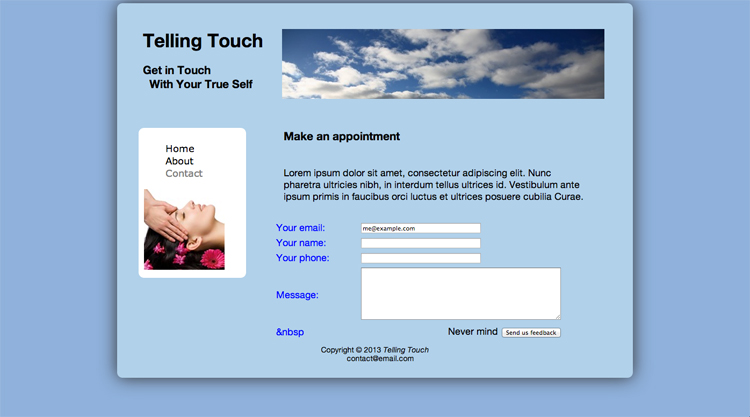 Telling Touch
Get in Touch
With Your True Self
Home
About
Contact
Make an appointment
Lorem ipsum dolor sit amet, consectetur adipiscing elit. Nunc
pharetra ultricies nibh, in interdum tellus ultrices id. Vestibulum ante
ipsum primis in faucibus orci luctus et ultrices posuere cubilia Curae.
Your email: me@example.com
Your name:
Your phone:
Message:
&nbsp Never mind Send us feedback
Copyright © 2013 Telling Touch
contact@email.com